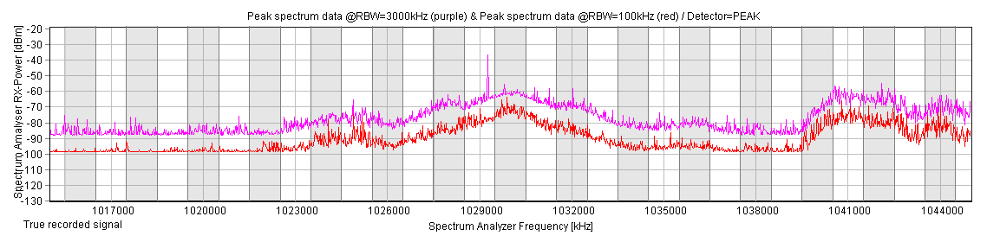 Peak spectrum data @RBW=3000kHz (purple) & Peak spectrum data @RBW=100kHz (red) / Detector=PEAK
Spectrum Analyser RX-Power [dBm]
-20
-30
-40
-50
-60
-70
-80
-90
-100
-110
-120
-130
1017000 1020000 1023000 1026000 1029000 1032000 1035000 1038000 1041000 1044000
True recorded signal
Spectrum Analyzer Frequency [kHz]